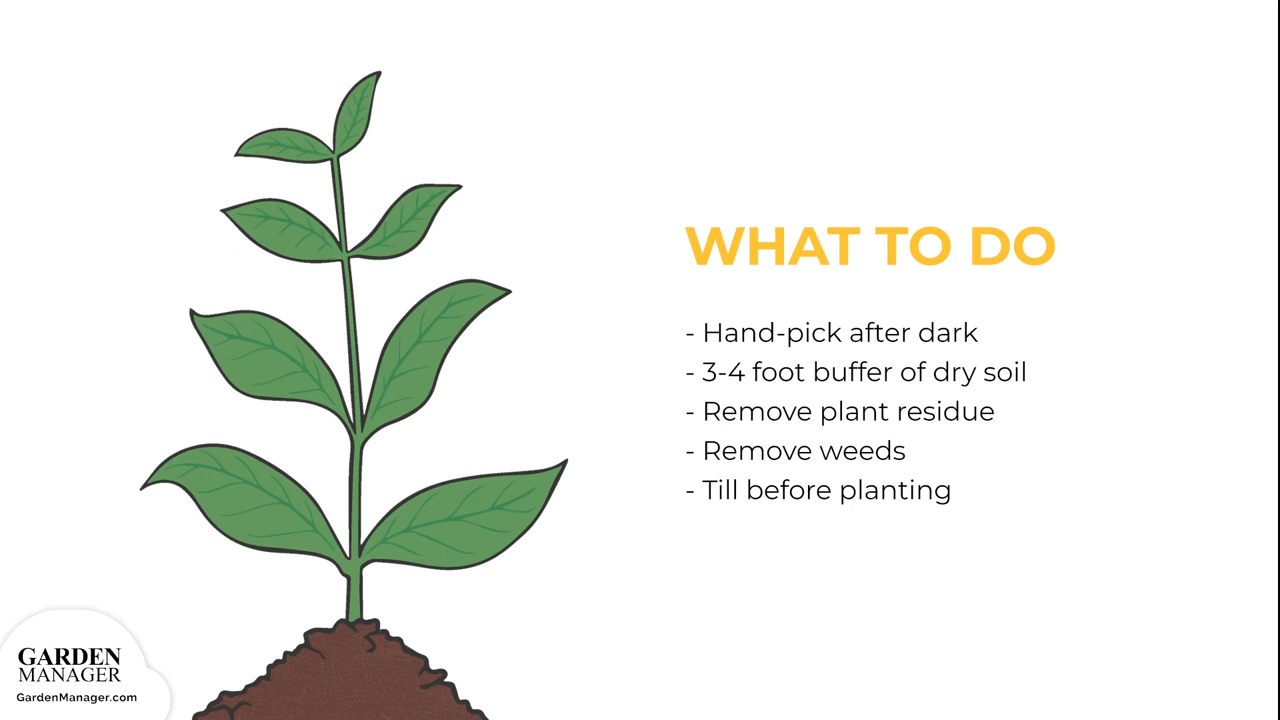 WHAT TO DO
- Hand-pick after dark
- 3-4 foot buffer of dry soil
- Remove plant residue
- Remove weeds
- Till before planting
GARDEN
MANAGER
GardenManager.com